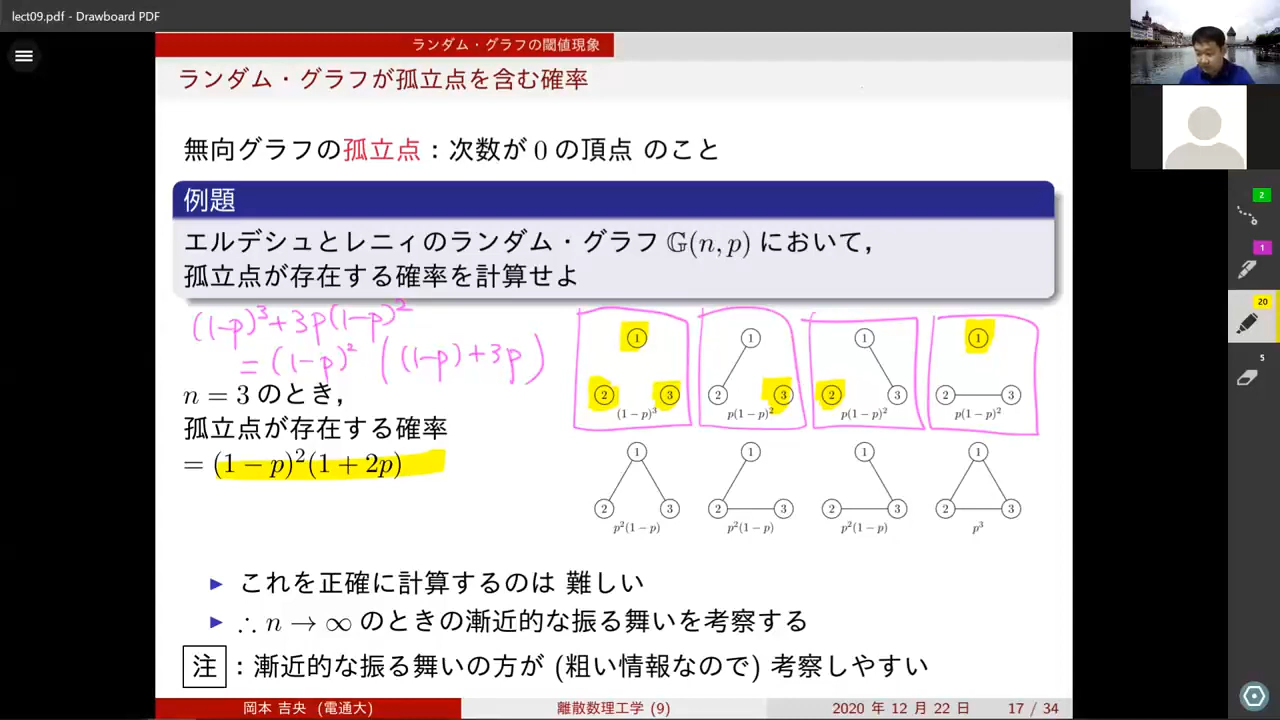 lect09.pdf - Drawboard PDF
ランダム・グラフの閾値現象
ランダム・グラフが孤立点を含む確率
無向グラフの孤立点：次数が 0 の頂点 のこと
例題
エルデシュとレニィのランダム・グラフ 𝔾(n, p) において,
孤立点が存在する確率を計算せよ
(1-p)³+3p(1-p)²
=(1-p)² ((1-p)+3p)
n = 3 のとき,
孤立点が存在する確率
= (1 − p)²(1 + 2p)
1 2 3 (1 − p)³
1 2 3 p(1 − p)²
1 2 3 p(1 − p)²
1 2 3 p(1 − p)²
1 2 3 p²(1 − p)
1 2 3 p²(1 − p)
1 2 3 p²(1 − p)
1 2 3 p³
▶ これを正確に計算するのは 難しい
▶ ∴ n → ∞ のときの漸近的な振る舞いを考察する
注：漸近的な振る舞いの方が (粗い情報なので) 考察しやすい
岡本 吉央 (電通大)
離散数理工学 (9)
2020 年 12 月 22 日
17 / 34
2
1
20
5